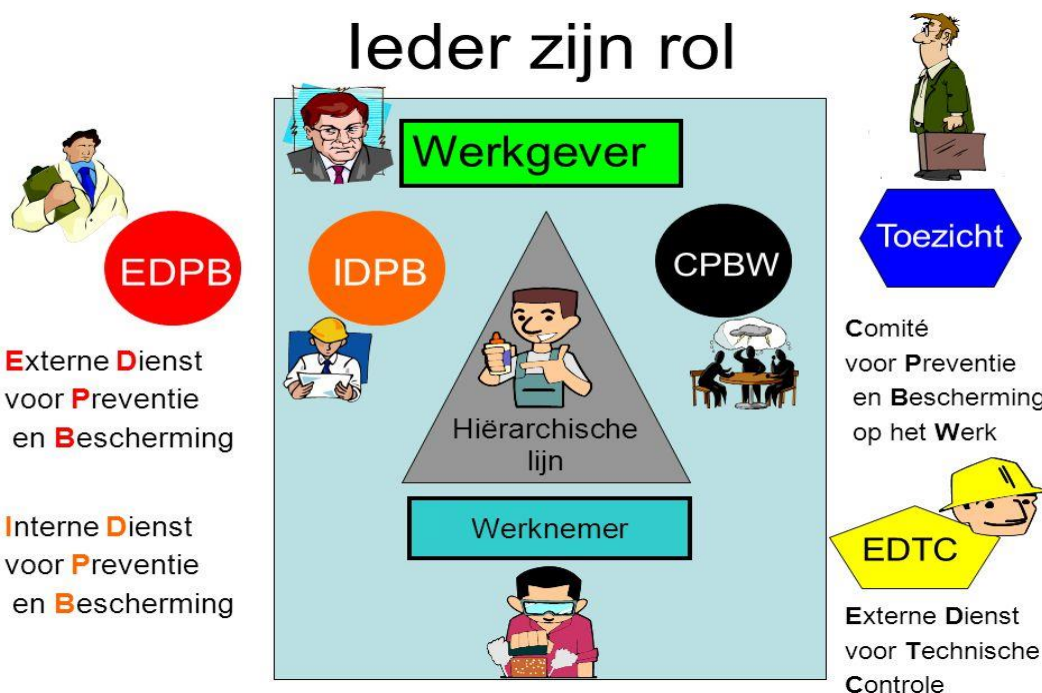 Ieder zijn rol
Werkgever
EDPB
IDPB
CPBW
Toezicht
Externe Dienst
voor Preventie
en Bescherming
Hiërarchische
lijn
Comité
voor Preventie
en Bescherming
op het Werk
Interne Dienst
voor Preventie
en Bescherming
Werknemer
EDTC
Externe Dienst
voor Technische
Controle